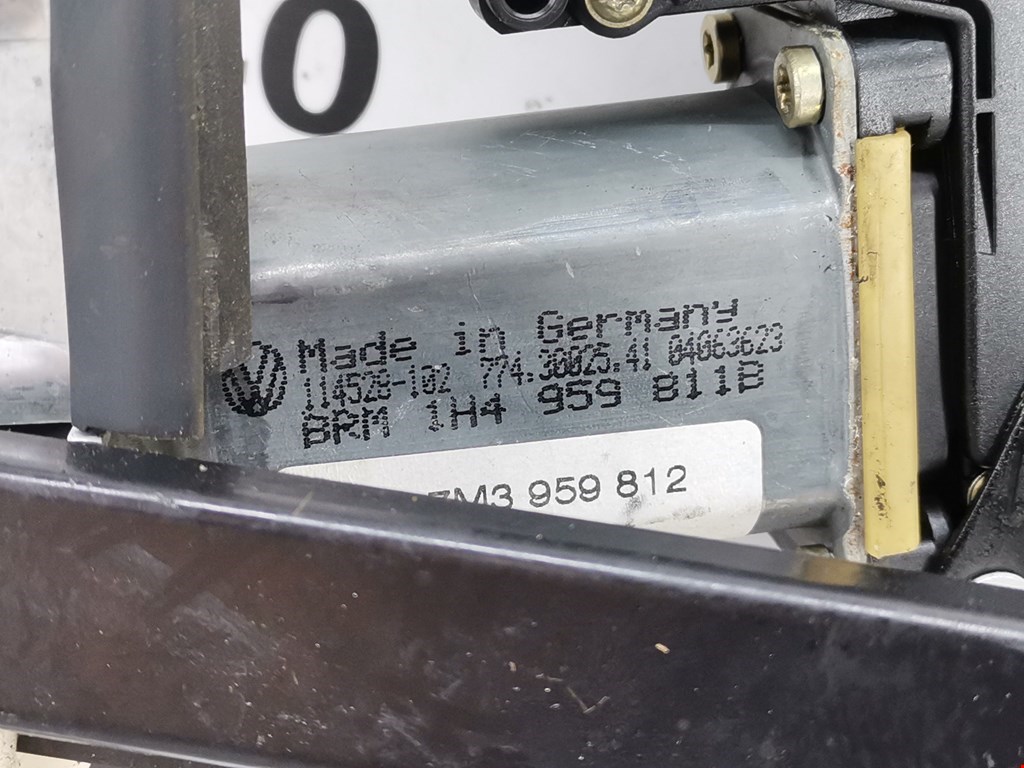 O
Made in Germany
114528-102 774.30025.41 04063623
BRM 1H4 959 811B
7M3 959 812